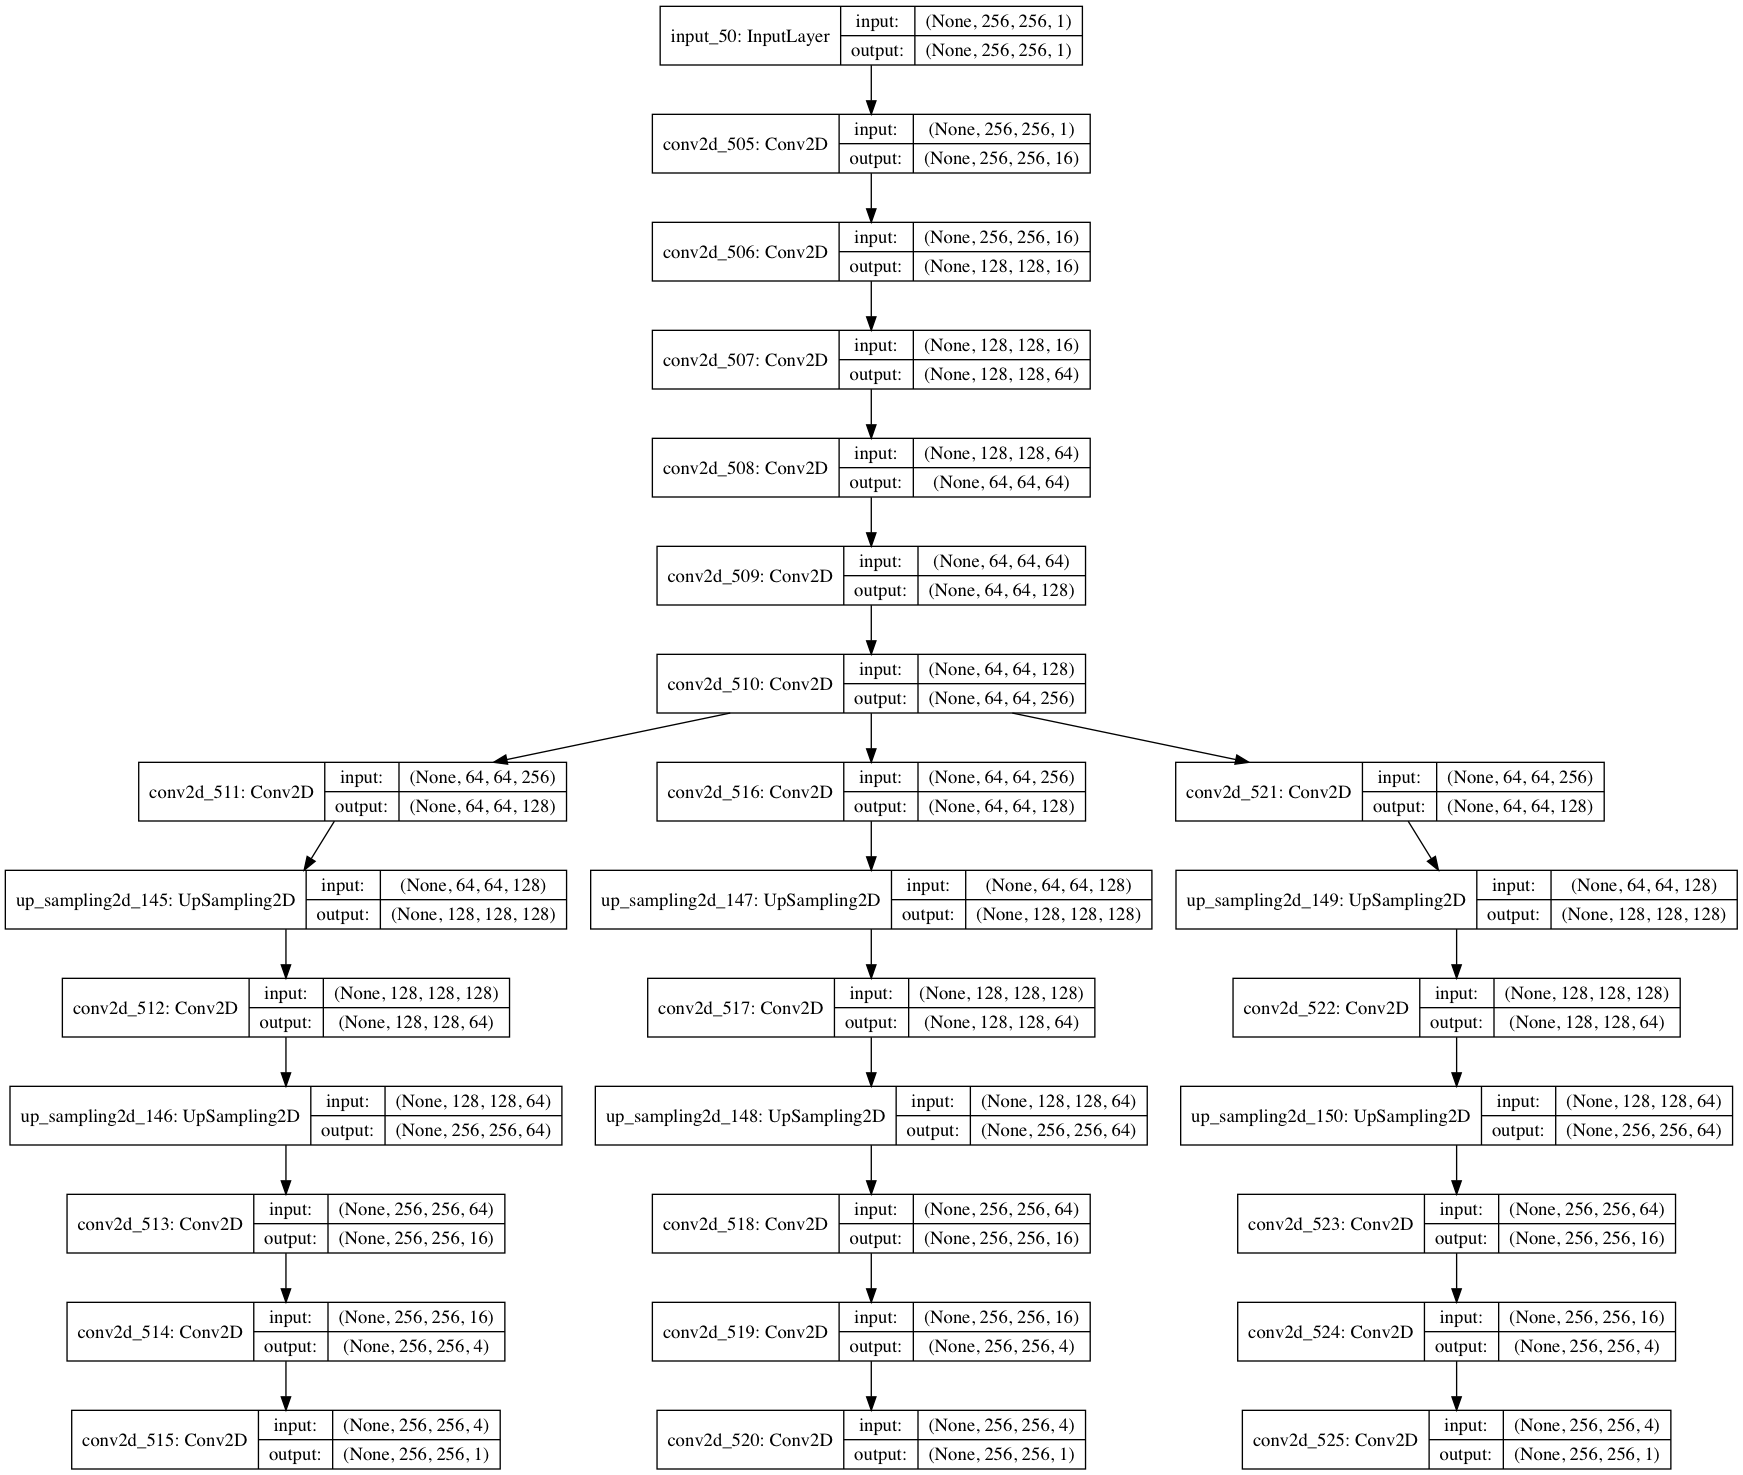 input_50: InputLayer
input: (None, 256, 256, 1)
output: (None, 256, 256, 1)
conv2d_505: Conv2D
input: (None, 256, 256, 1)
output: (None, 256, 256, 16)
conv2d_506: Conv2D
input: (None, 256, 256, 16)
output: (None, 128, 128, 16)
conv2d_507: Conv2D
input: (None, 128, 128, 16)
output: (None, 128, 128, 64)
conv2d_508: Conv2D
input: (None, 128, 128, 64)
output: (None, 64, 64, 64)
conv2d_509: Conv2D
input: (None, 64, 64, 64)
output: (None, 64, 64, 128)
conv2d_510: Conv2D
input: (None, 64, 64, 128)
output: (None, 64, 64, 256)
conv2d_511: Conv2D
input: (None, 64, 64, 256)
output: (None, 64, 64, 128)
conv2d_516: Conv2D
input: (None, 64, 64, 256)
output: (None, 64, 64, 128)
conv2d_521: Conv2D
input: (None, 64, 64, 256)
output: (None, 64, 64, 128)
up_sampling2d_145: UpSampling2D
input: (None, 64, 64, 128)
output: (None, 128, 128, 128)
up_sampling2d_147: UpSampling2D
input: (None, 64, 64, 128)
output: (None, 128, 128, 128)
up_sampling2d_149: UpSampling2D
input: (None, 64, 64, 128)
output: (None, 128, 128, 128)
conv2d_512: Conv2D
input: (None, 128, 128, 128)
output: (None, 128, 128, 64)
conv2d_517: Conv2D
input: (None, 128, 128, 128)
output: (None, 128, 128, 64)
conv2d_522: Conv2D
input: (None, 128, 128, 128)
output: (None, 128, 128, 64)
up_sampling2d_146: UpSampling2D
input: (None, 128, 128, 64)
output: (None, 256, 256, 64)
up_sampling2d_148: UpSampling2D
input: (None, 128, 128, 64)
output: (None, 256, 256, 64)
up_sampling2d_150: UpSampling2D
input: (None, 128, 128, 64)
output: (None, 256, 256, 64)
conv2d_513: Conv2D
input: (None, 256, 256, 64)
output: (None, 256, 256, 16)
conv2d_518: Conv2D
input: (None, 256, 256, 64)
output: (None, 256, 256, 16)
conv2d_523: Conv2D
input: (None, 256, 256, 64)
output: (None, 256, 256, 16)
conv2d_514: Conv2D
input: (None, 256, 256, 16)
output: (None, 256, 256, 4)
conv2d_519: Conv2D
input: (None, 256, 256, 16)
output: (None, 256, 256, 4)
conv2d_524: Conv2D
input: (None, 256, 256, 16)
output: (None, 256, 256, 4)
conv2d_515: Conv2D
input: (None, 256, 256, 4)
output: (None, 256, 256, 1)
conv2d_520: Conv2D
input: (None, 256, 256, 4)
output: (None, 256, 256, 1)
conv2d_525: Conv2D
input: (None, 256, 256, 4)
output: (None, 256, 256, 1)